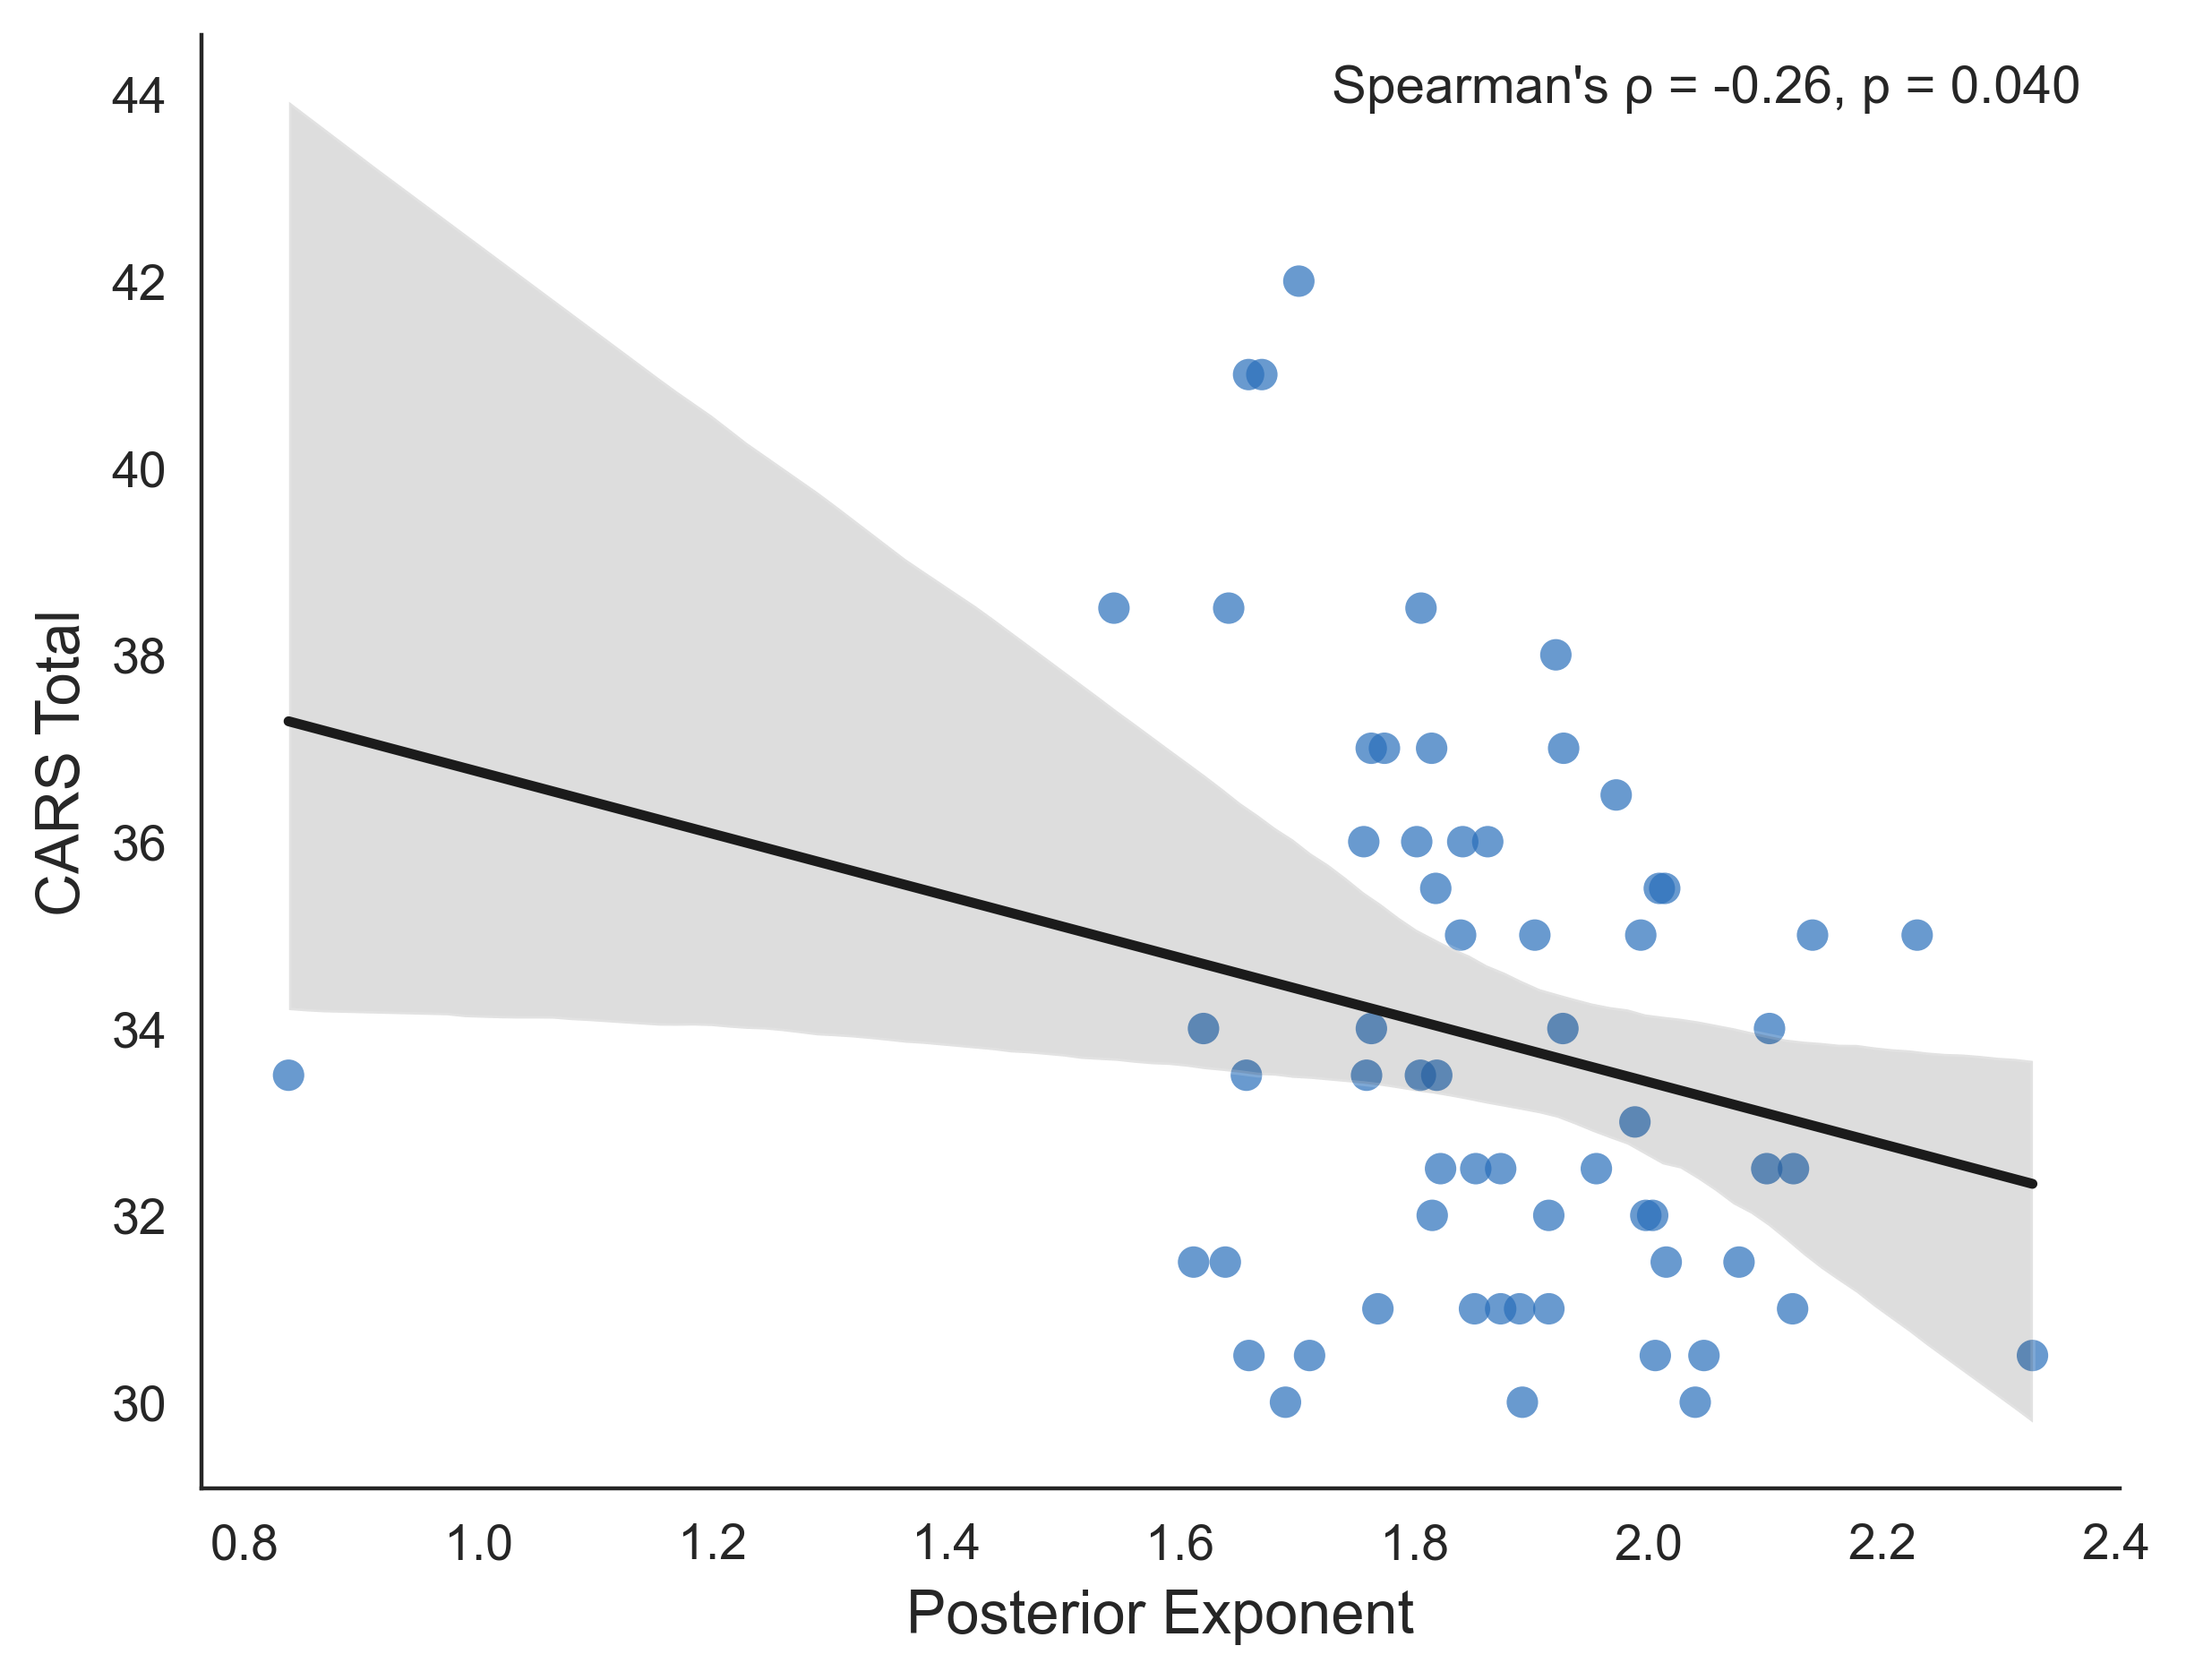 Spearman's ρ = -0.26, p = 0.040
44
42
40
38
36
34
32
30
CARS Total
0.8 1.0 1.2 1.4 1.6 1.8 2.0 2.2 2.4
Posterior Exponent